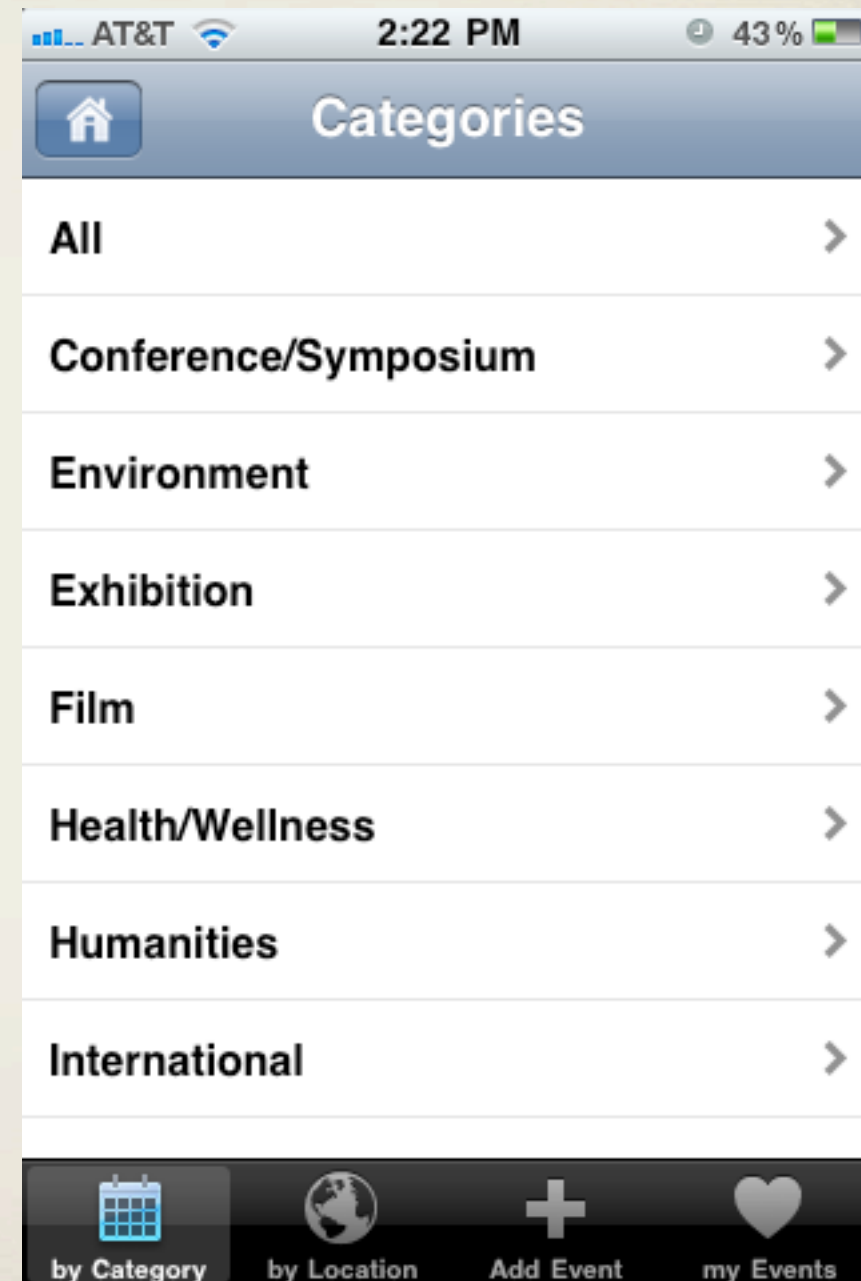 AT&T 2:22 PM 43%
Categories
All
Conference/Symposium
Environment
Exhibition
Film
Health/Wellness
Humanities
International
by Category by Location Add Event my Events